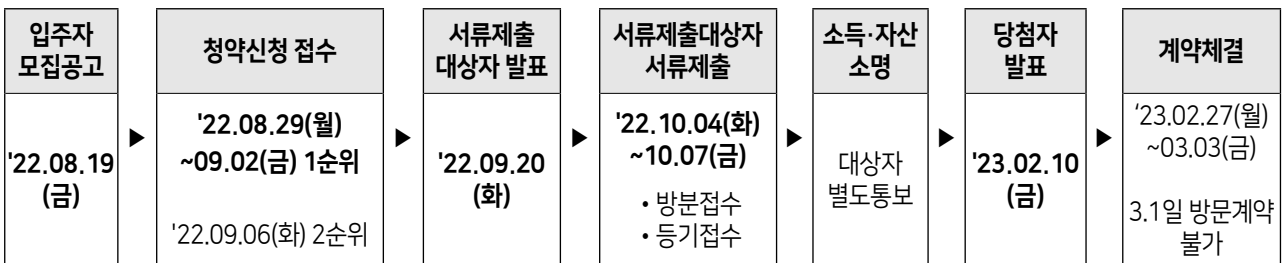 입주자
모집공고
청약신청 접수
서류제출
대상자 발표
서류제출대상자
서류제출
소득·자산
소명
당첨자
발표
계약체결
'22.08.19
(금)
▶
'22.08.29(월)
~09.02(금) 1순위
'22.09.06(화) 2순위
▶
'22.09.20
(화)
▶
'22.10.04(화)
~10.07(금)
• 방분접수
• 등기접수
▶
대상자
별도통보
▶
'23.02.10
(금)
▶
‘23.02.27(월)
~03.03(금)
3.1일 방문계약
불가